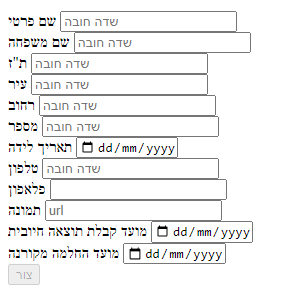 שם פרטי שדה חובה
שם משפחה שדה חובה
ת"ז שדה חובה
עיר שדה חובה
רחוב שדה חובה
מספר שדה חובה
תאריך לידה dd/mm/yyyy
טלפון שדה חובה
פלאפון
תמונה url
מועד קבלת תוצאה חיובית dd/mm/yyyy
מועד החלמה מקורנה dd/mm/yyyy
צור